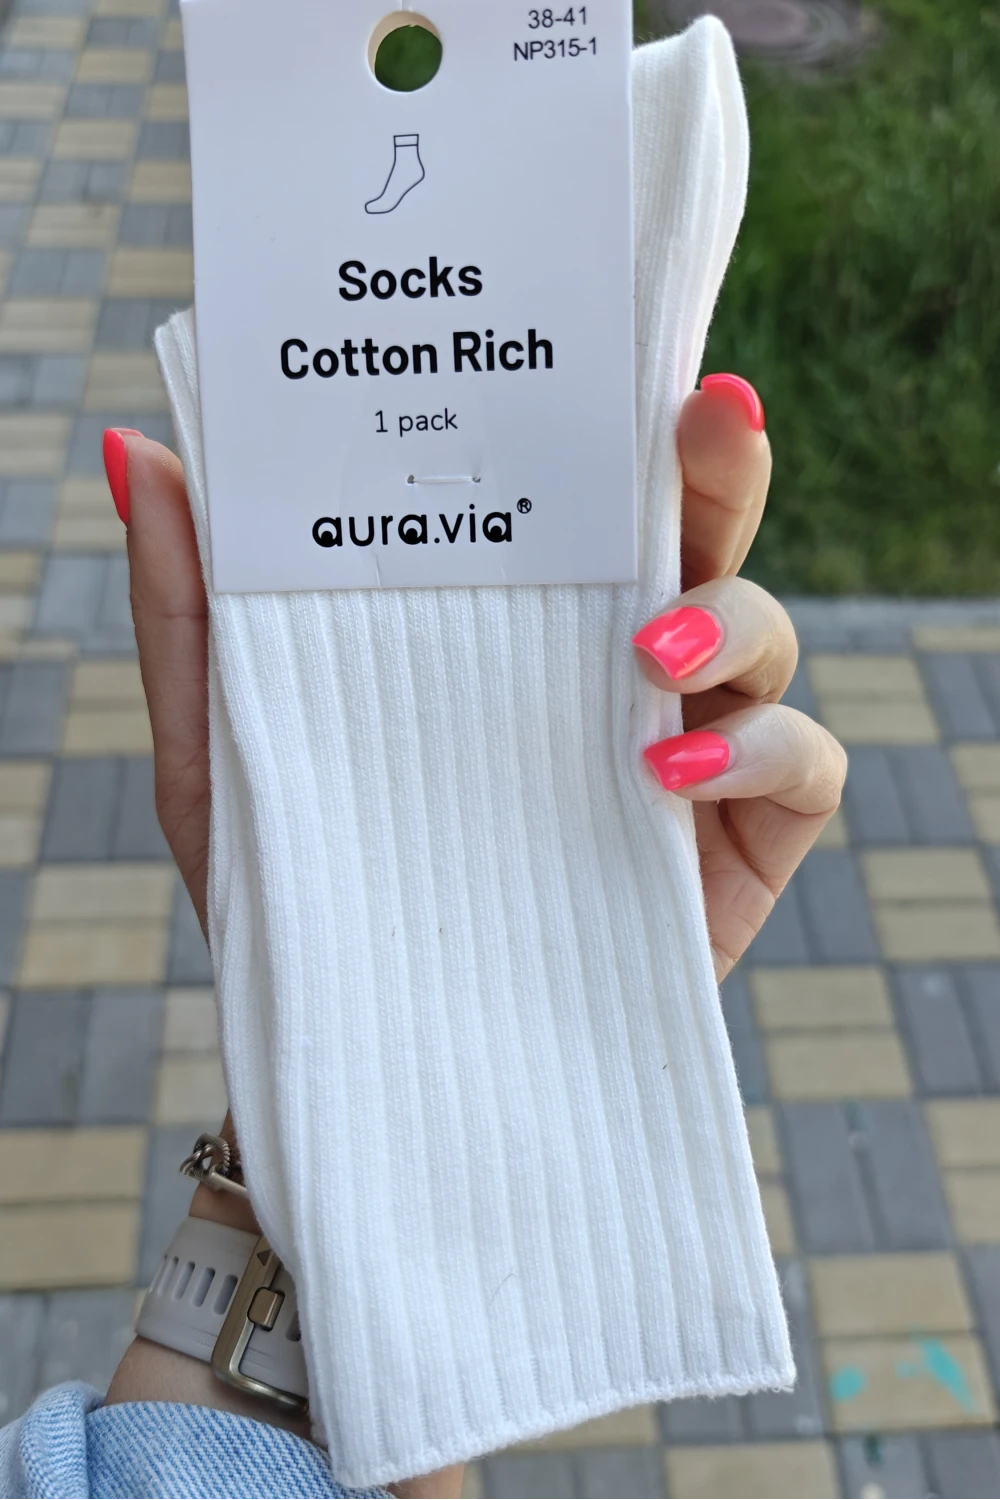 38-41
NP315-1
Socks
Cotton Rich
1 pack
aura.via®